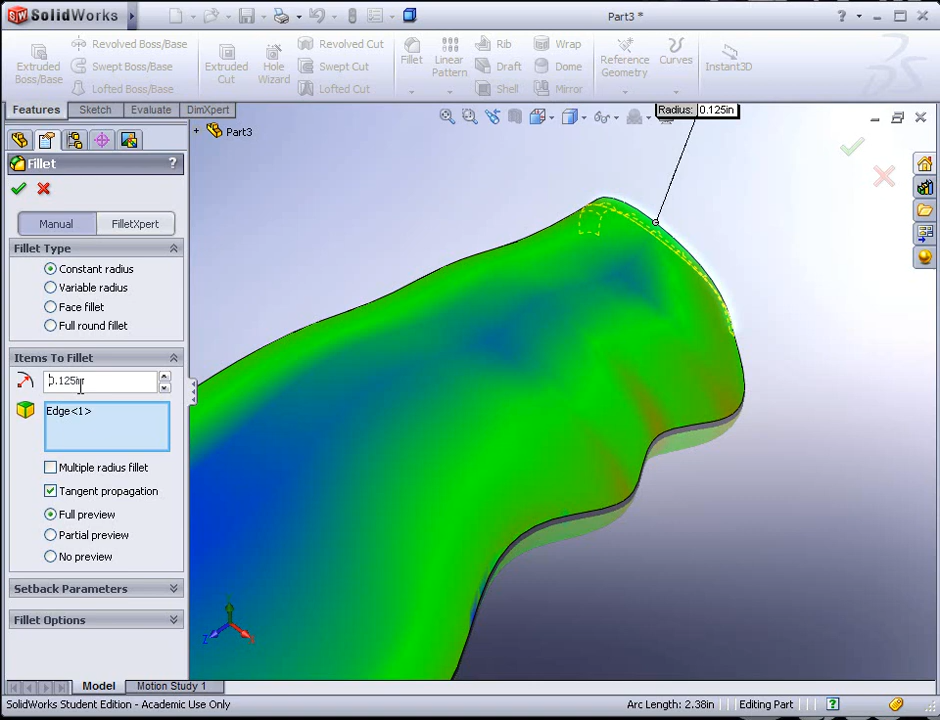 SolidWorks
Part3 *
Extruded Boss/Base
Revolved Boss/Base
Swept Boss/Base
Lofted Boss/Base
Extruded Cut
Hole Wizard
Revolved Cut
Swept Cut
Lofted Cut
Fillet
Linear Pattern
Rib
Draft
Shell
Wrap
Dome
Mirror
Reference Geometry
Curves
Instant3D
Features
Sketch
Evaluate
DimXpert
Part3
Radius: 0.125in
Fillet
?
Manual
FilletXpert
Fillet Type
Constant radius
Variable radius
Face fillet
Full round fillet
Items To Fillet
0.125in
Edge<1>
Multiple radius fillet
Tangent propagation
Full preview
Partial preview
No preview
Setback Parameters
Fillet Options
Model
Motion Study 1
SolidWorks Student Edition - Academic Use Only
Arc Length: 2.38in
Editing Part